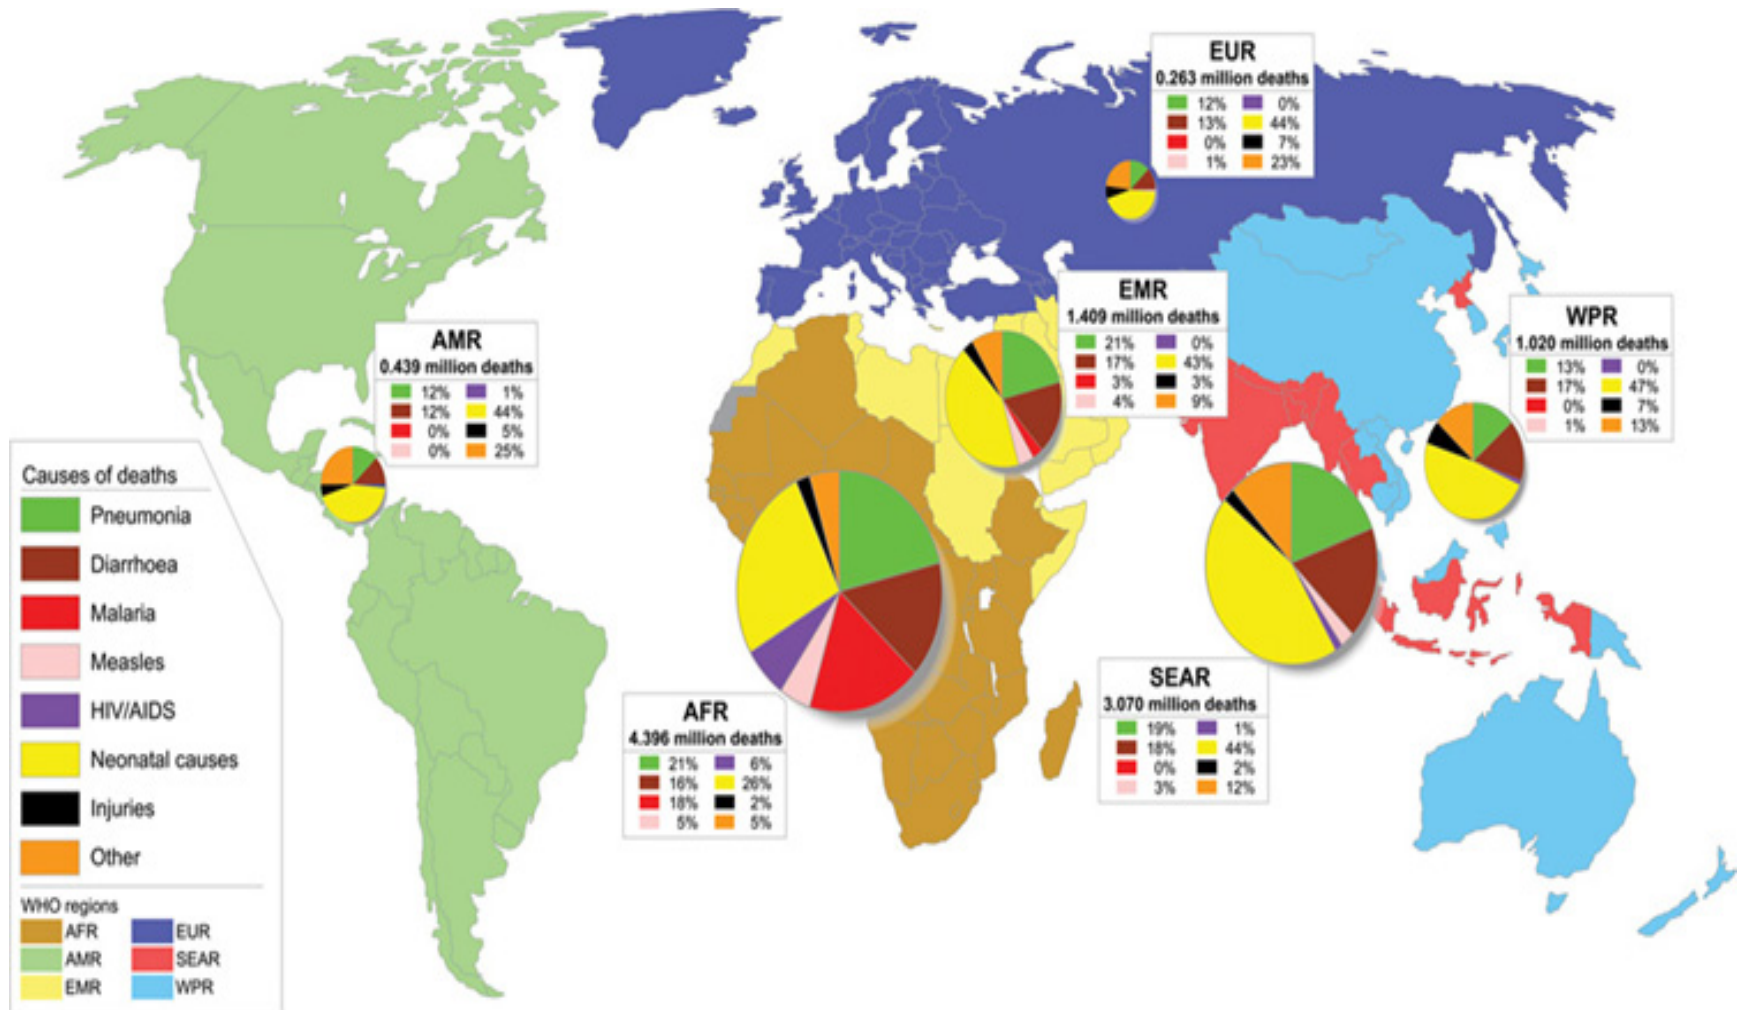 EUR
0.263 million deaths
12% 0%
13% 44%
0% 7%
1% 23%
EMR
1.409 million deaths
21% 0%
17% 43%
3% 3%
4% 9%
WPR
1.020 million deaths
13% 0%
17% 47%
0% 7%
1% 13%
AMR
0.439 million deaths
12% 1%
12% 44%
0% 5%
0% 25%
AFR
4.396 million deaths
21% 6%
16% 26%
18% 2%
5% 5%
SEAR
3.070 million deaths
19% 1%
18% 44%
0% 2%
3% 12%
Causes of deaths
Pneumonia
Diarrhoea
Malaria
Measles
HIV/AIDS
Neonatal causes
Injuries
Other
WHO regions
AFR EUR
AMR SEAR
EMR WPR